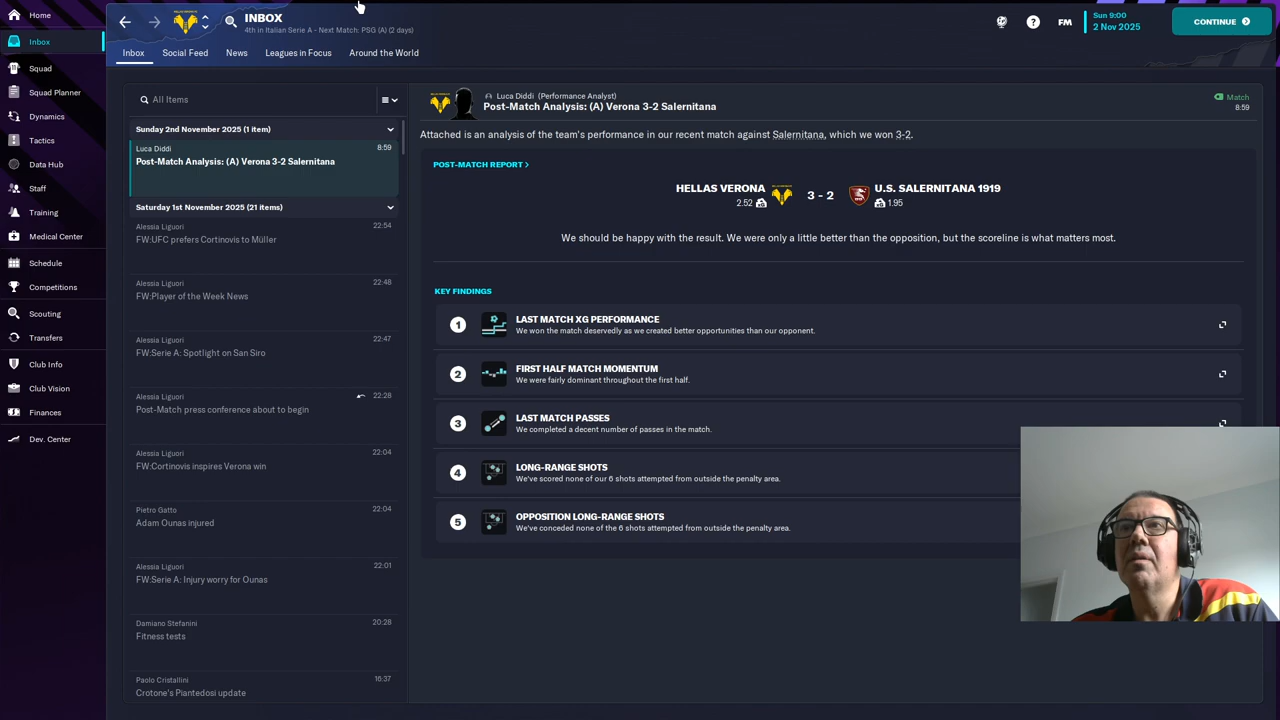 Home
Inbox
Squad
Squad Planner
Dynamics
Tactics
Data Hub
Staff
Training
Medical Center
Schedule
Competitions
Scouting
Transfers
Club Info
Club Vision
Finances
Dev. Center
INBOX
4th in Italian Serie A - Next Match: PSG (A) (2 days)
FM
Sun 9:00
2 Nov 2025
CONTINUE
Inbox
Social Feed
News
Leagues in Focus
Around the World
All Items
Sunday 2nd November 2025 (1 item)
Luca Diddi
8:59
Post-Match Analysis: (A) Verona 3-2 Salernitana
Saturday 1st November 2025 (21 items)
Alessia Liguori
22:54
FW:UFC prefers Cortinovis to Müller
Alessia Liguori
22:48
FW:Player of the Week News
Alessia Liguori
22:47
FW:Serie A: Spotlight on San Siro
Alessia Liguori
22:28
Post-Match press conference about to begin
Alessia Liguori
22:04
FW:Cortinovis inspires Verona win
Pietro Gatto
22:04
Adam Ounas injured
Alessia Liguori
22:01
FW:Serie A: Injury worry for Ounas
Damiano Stefanini
20:28
Fitness tests
Paolo Cristallini
16:37
Crotone's Piantedosi update
Luca Diddi (Performance Analyst)
Post-Match Analysis: (A) Verona 3-2 Salernitana
Match
8:59
Attached is an analysis of the team's performance in our recent match against Salernitana, which we won 3-2.
POST-MATCH REPORT
HELLAS VERONA
2.52
3 - 2
U.S. SALERNITANA 1919
1.95
We should be happy with the result. We were only a little better than the opposition, but the scoreline is what matters most.
KEY FINDINGS
1
LAST MATCH XG PERFORMANCE
We won the match deservedly as we created better opportunities than our opponent.
2
FIRST HALF MATCH MOMENTUM
We were fairly dominant throughout the first half.
3
LAST MATCH PASSES
We completed a decent number of passes in the match.
4
LONG-RANGE SHOTS
We've scored none of our 6 shots attempted from outside the penalty area.
5
OPPOSITION LONG-RANGE SHOTS
We've conceded none of the 6 shots attempted from outside the penalty area.